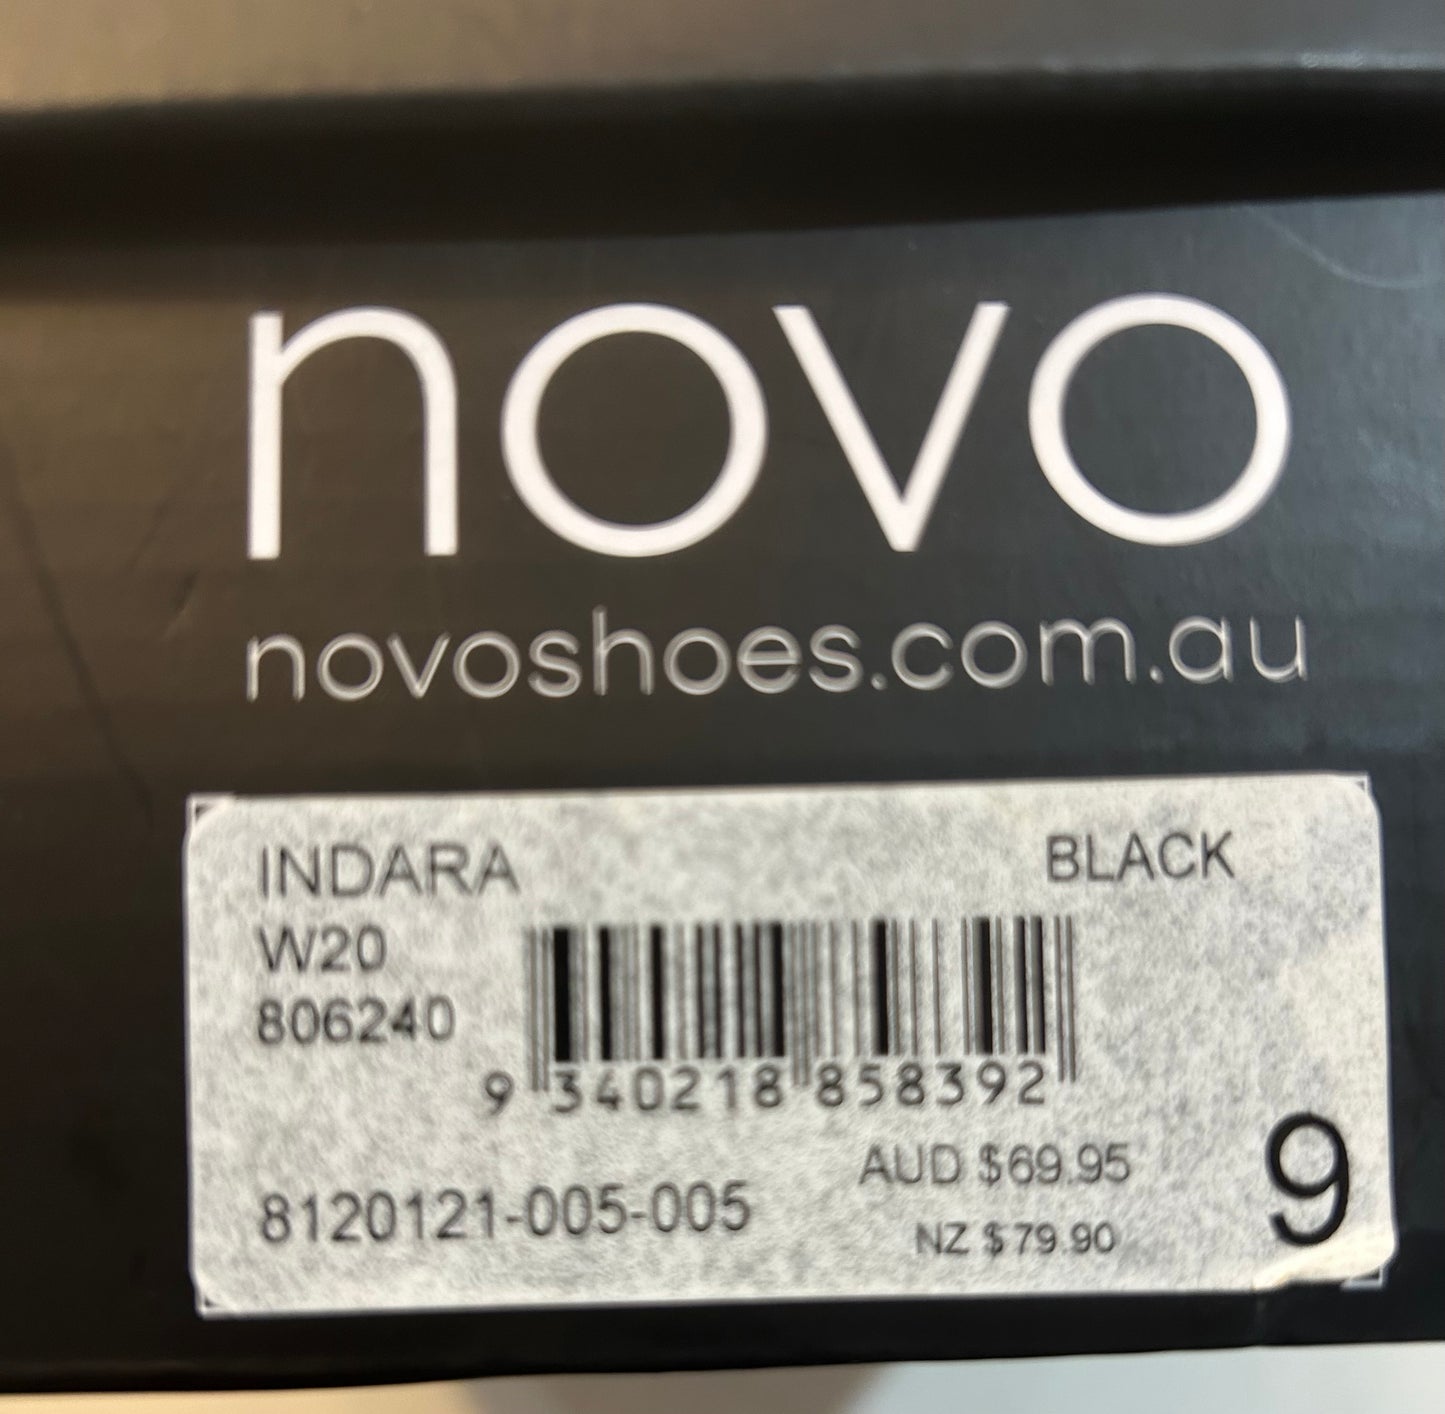 novo
novoshoes.com.au
INDARA BLACK
W20
806240
9 340218 858392
AUD $69.95
8120121-005-005
NZ $79.90
9